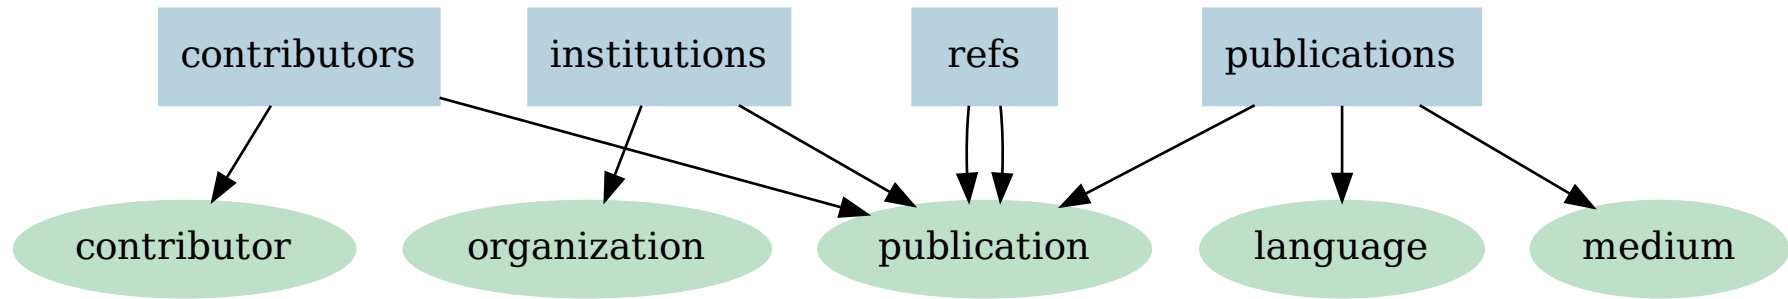 contributors
institutions
refs
publications
contributor
organization
publication
language
medium